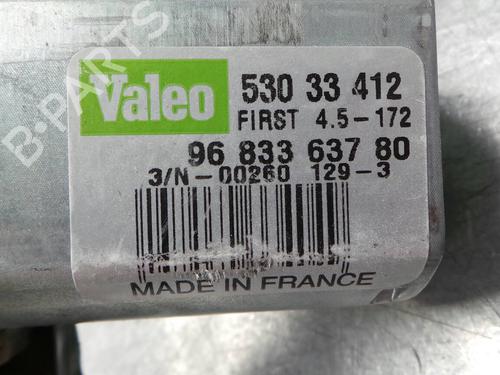 B-PARTS
Valeo
530 33 412
FIRST 4.5-172
96 833 637 80
3/N-00260 129-3
MADE IN FRANCE